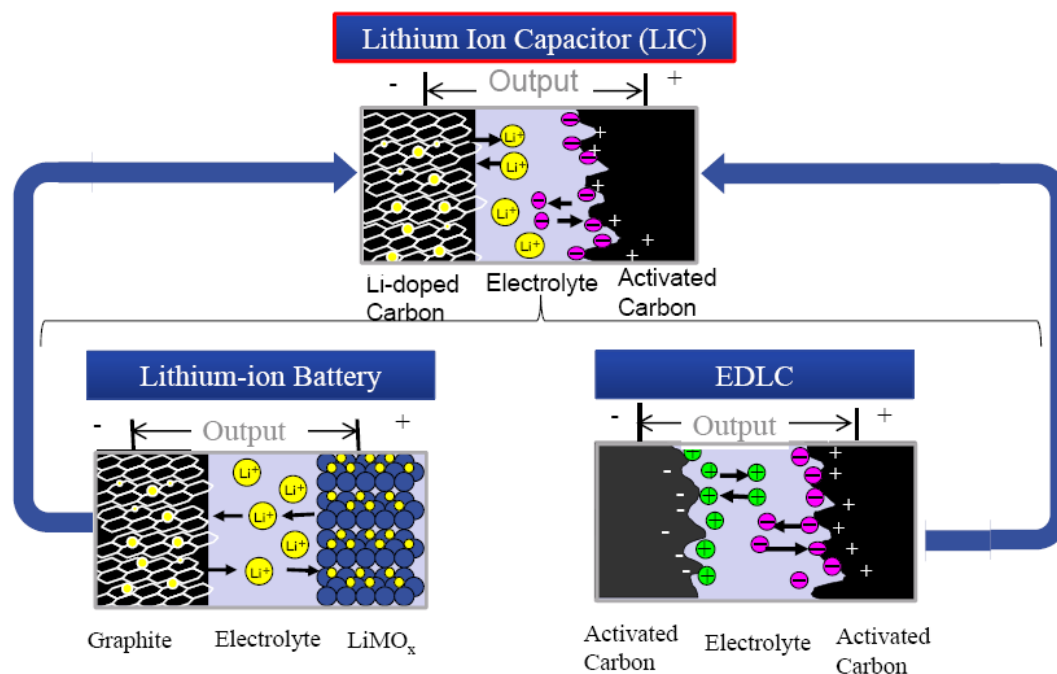 Lithium Ion Capacitor (LIC)
- Output +
Li⁺
Li⁺
Li⁺
Li⁺
Li-doped Electrolyte Activated
Carbon Carbon
Lithium-ion Battery EDLC
- Output + - Output +
Li⁺
Li⁺
Li⁺
Li⁺
Li⁺
Graphite Electrolyte LiMOₓ
Activated Electrolyte Activated
Carbon Carbon